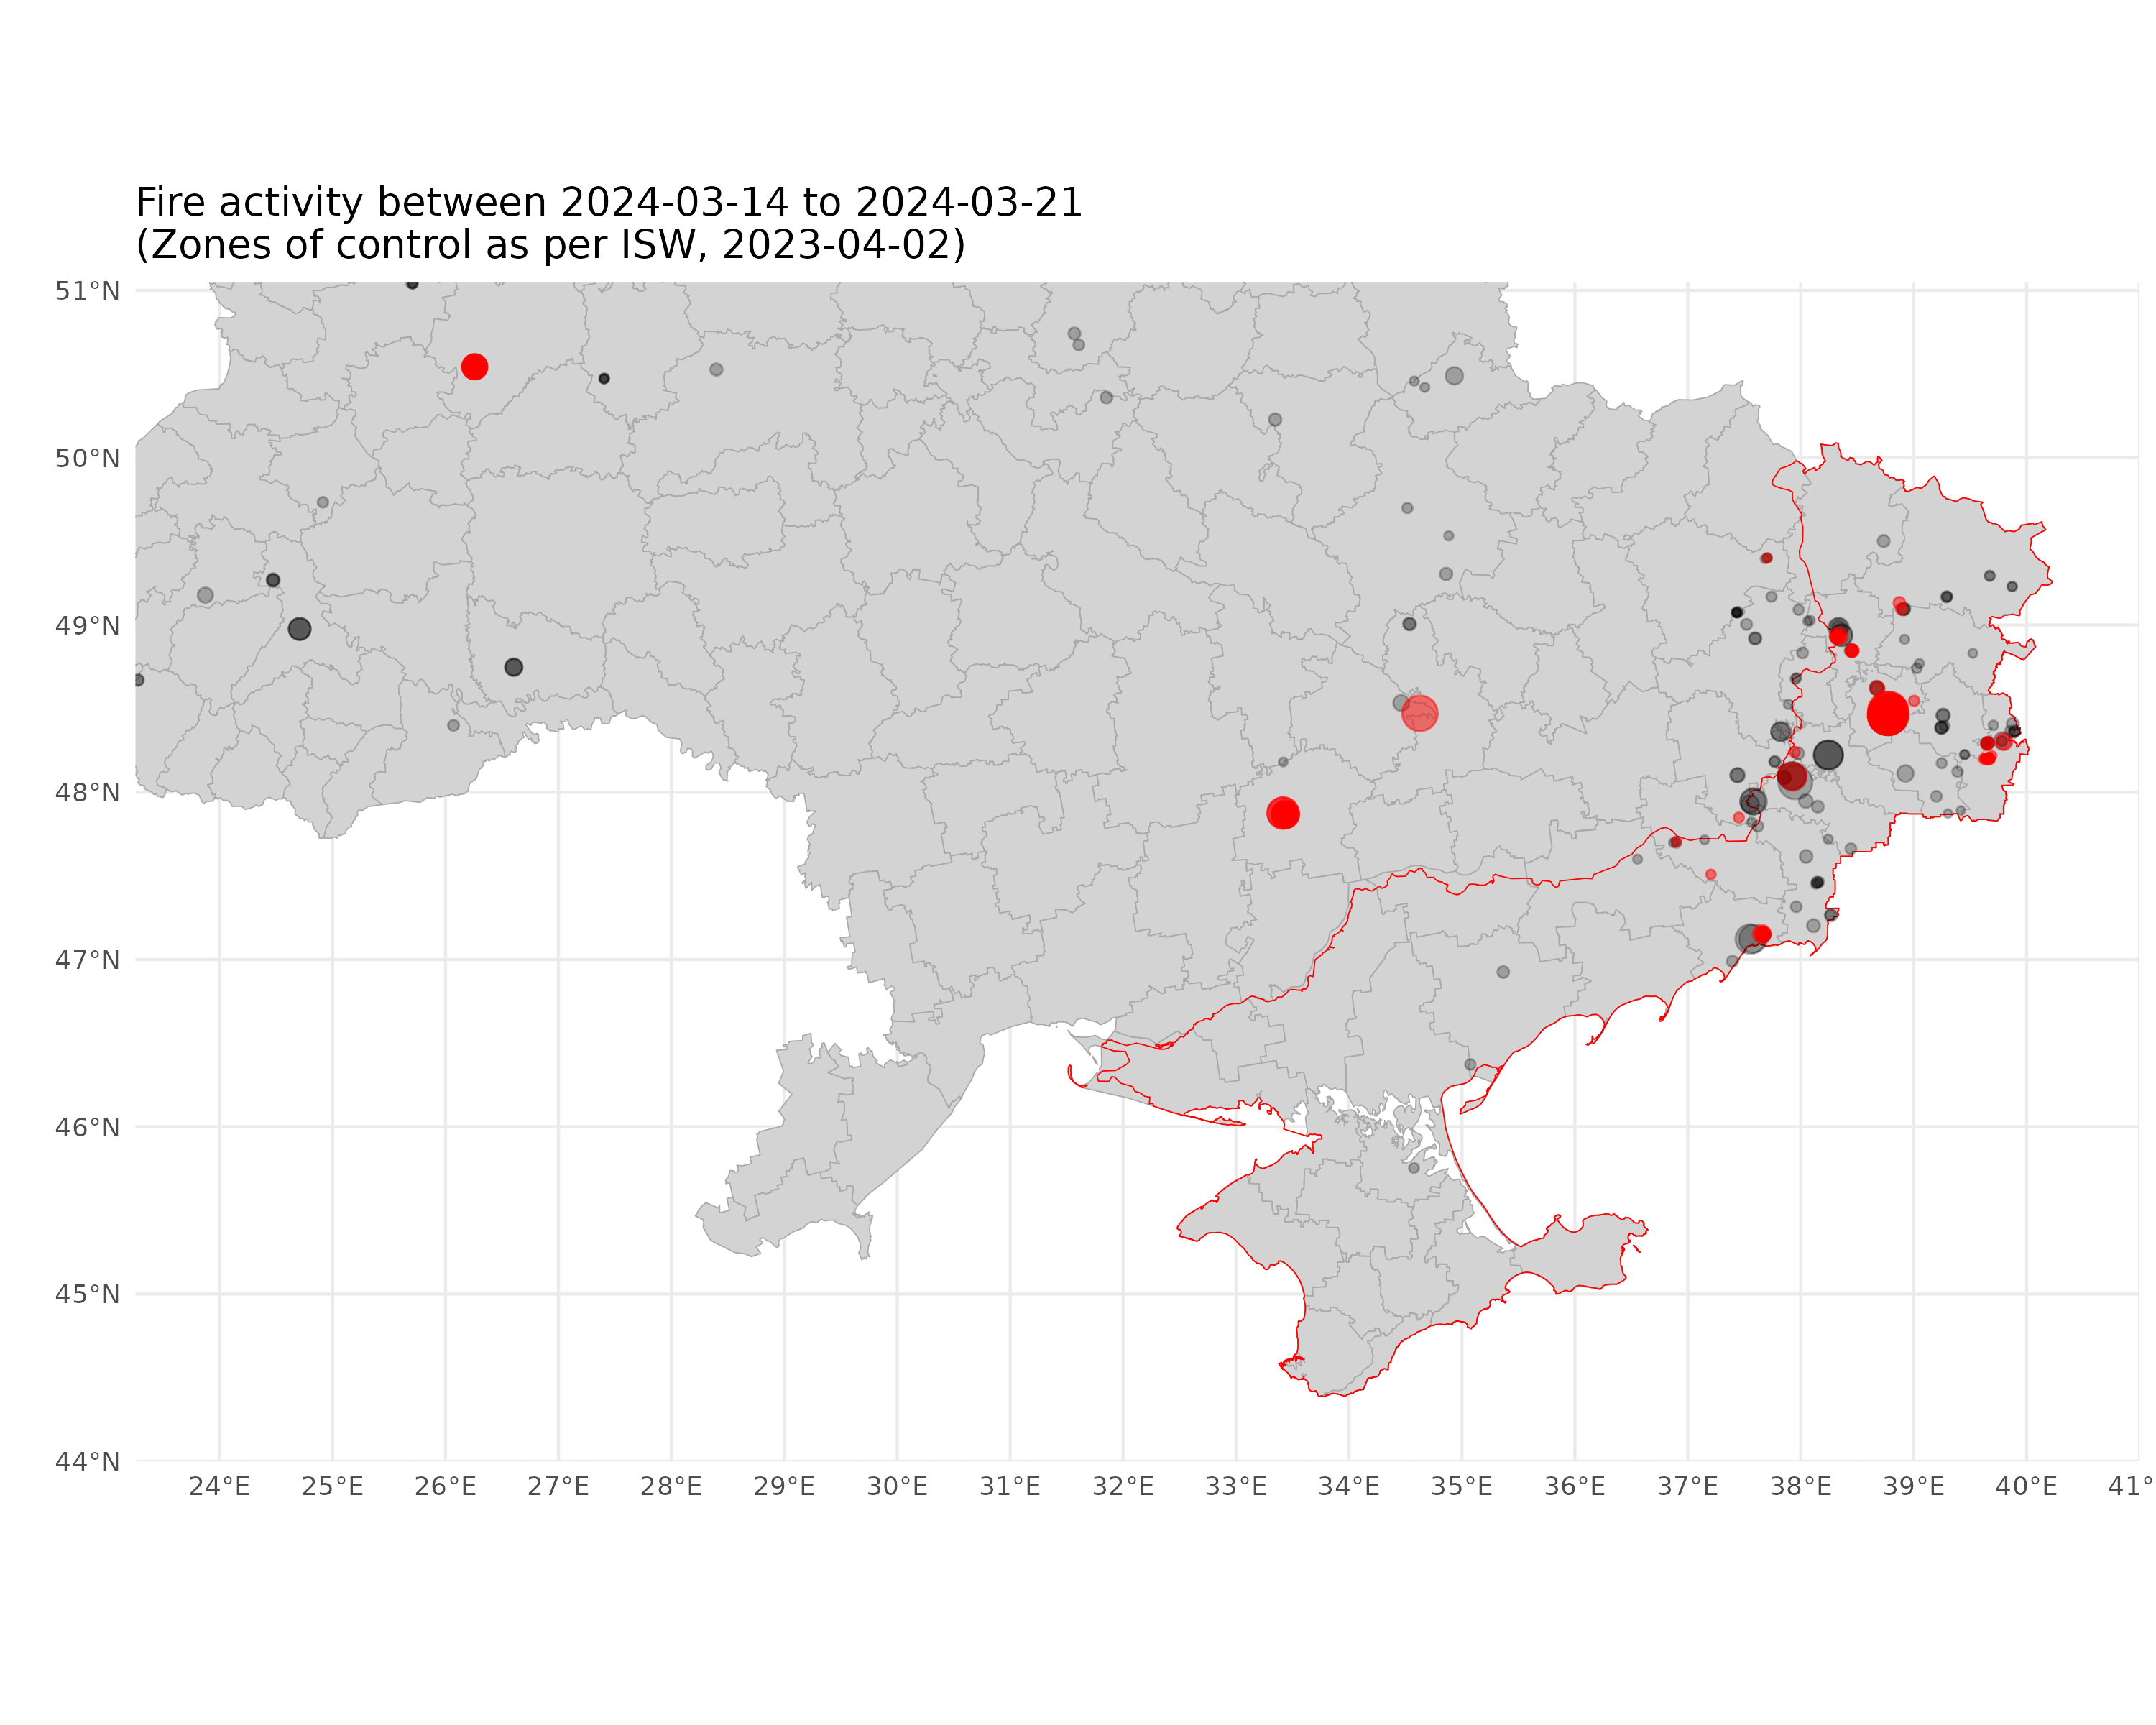 Fire activity between 2024-03-14 to 2024-03-21
(Zones of control as per ISW, 2023-04-02)
51°N
50°N
49°N
48°N
47°N
46°N
45°N
44°N
24°E 25°E 26°E 27°E 28°E 29°E 30°E 31°E 32°E 33°E 34°E 35°E 36°E 37°E 38°E 39°E 40°E 41°